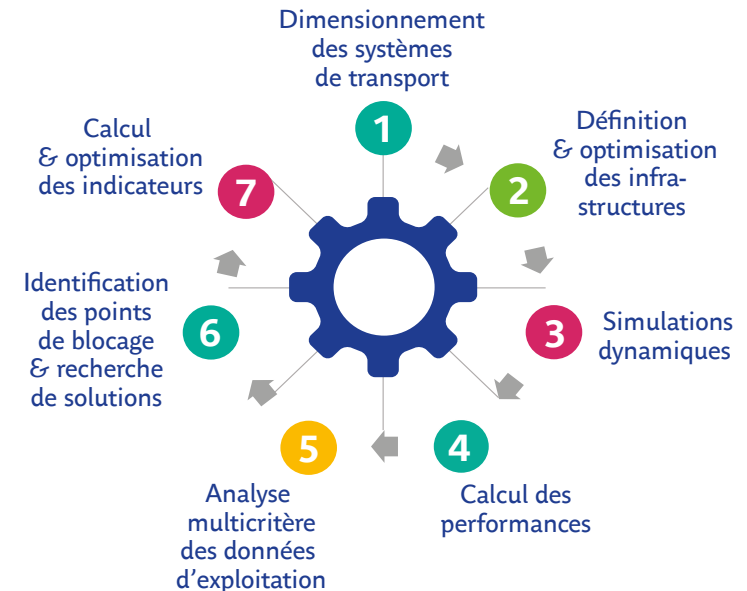 Dimensionnement
des systèmes
de transport
1
Définition
& optimisation
des infra-
structures
2
Simulations
dynamiques
3
4
Calcul des
performances
5
Analyse
multicritère
des données
d'exploitation
Identification
des points
de blocage
& recherche
de solutions
6
Calcul
& optimisation
des indicateurs
7